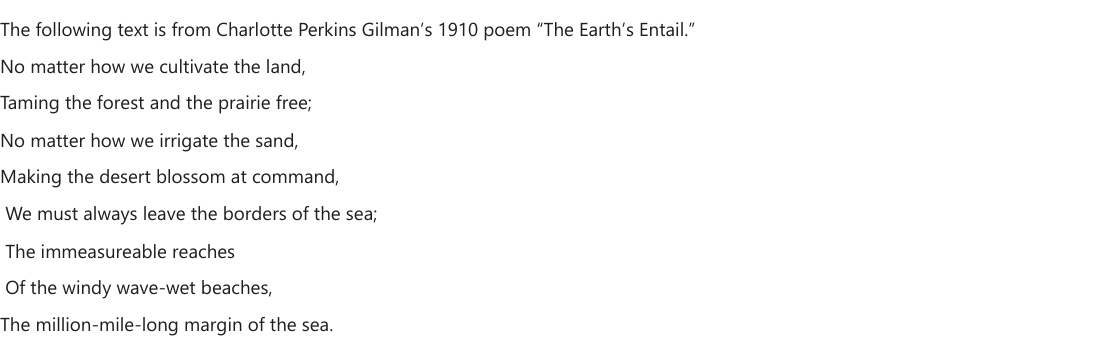 The following text is from Charlotte Perkins Gilman’s 1910 poem “The Earth’s Entail.”
No matter how we cultivate the land,
Taming the forest and the prairie free;
No matter how we irrigate the sand,
Making the desert blossom at command,
We must always leave the borders of the sea;
The immeasureable reaches
Of the windy wave-wet beaches,
The million-mile-long margin of the sea.